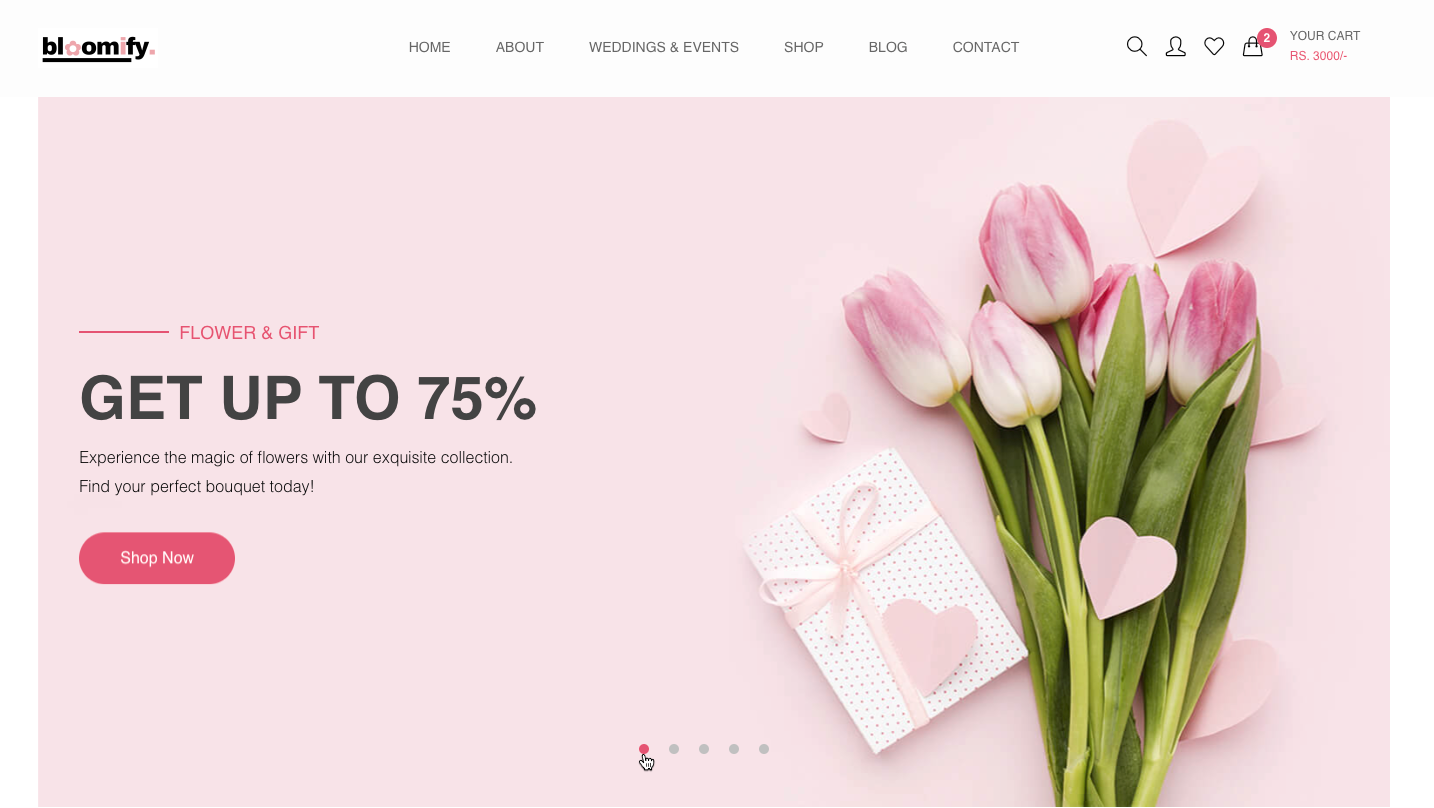 bloomify.
HOME ABOUT WEDDINGS & EVENTS SHOP BLOG CONTACT
2
YOUR CART
RS. 3000/-
FLOWER & GIFT
GET UP TO 75%
Experience the magic of flowers with our exquisite collection.
Find your perfect bouquet today!
Shop Now